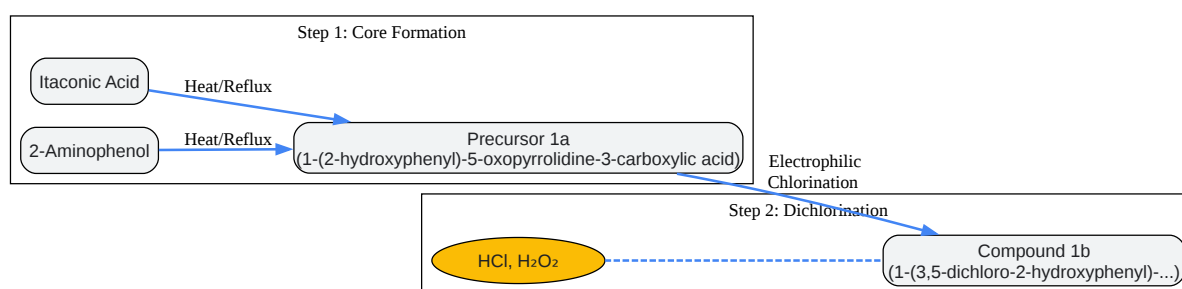 Step 1: Core Formation
Itaconic Acid
Heat/Reflux
2-Aminophenol
Heat/Reflux
Precursor 1a
(1-(2-hydroxyphenyl)-5-oxopyrrolidine-3-carboxylic acid)
Electrophilic
Chlorination
Step 2: Dichlorination
HCl, H₂O₂
Compound 1b
(1-(3,5-dichloro-2-hydroxyphenyl)-...)